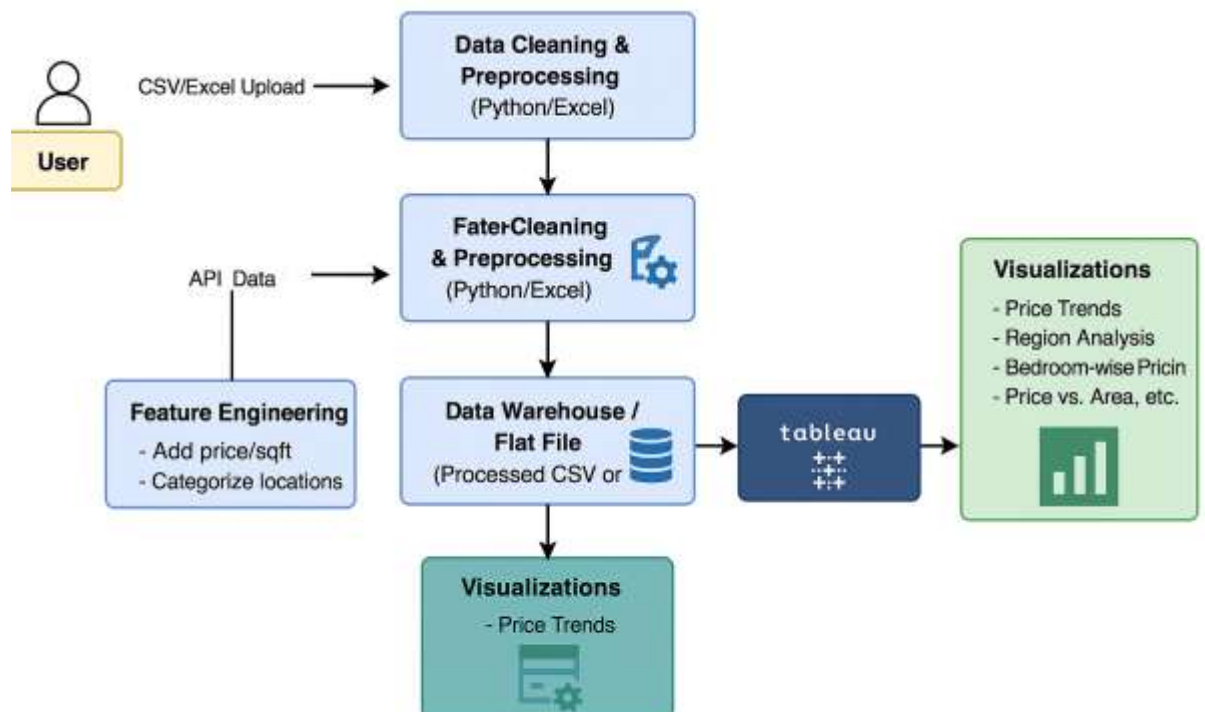 Data Cleaning &
Preprocessing
(Python/Excel)
CSV/Excel Upload
User
Fater-Cleaning
& Preprocessing
(Python/Excel)
API Data
Feature Engineering
- Add price/sqft
- Categorize locations
Data Warehouse /
Flat File
(Processed CSV or
tableau
Visualizations
- Price Trends
- Region Analysis
- Bedroom-wise Pricin
- Price vs. Area, etc.
Visualizations
- Price Trends